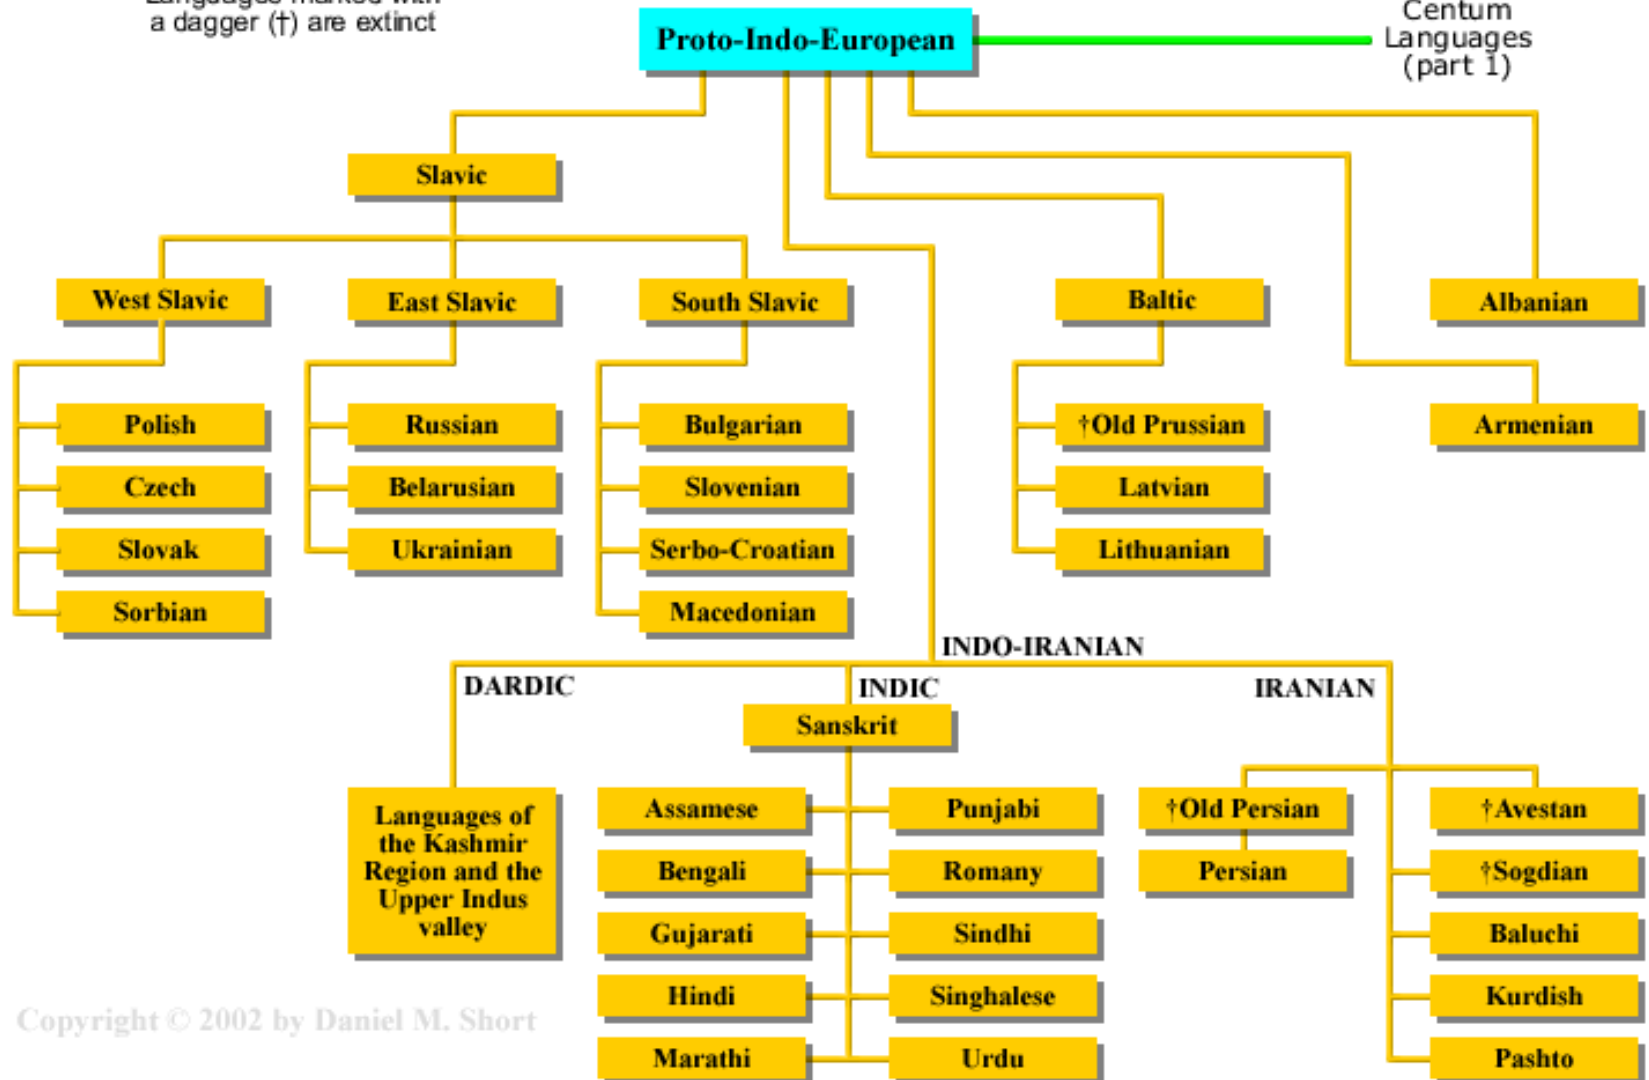 Languages marked with
a dagger (†) are extinct
Proto-Indo-European
Centum
Languages
(part 1)
Slavic
West Slavic
East Slavic
South Slavic
Baltic
Albanian
Polish
Russian
Bulgarian
†Old Prussian
Armenian
Czech
Belarusian
Slovenian
Latvian
Slovak
Ukrainian
Serbo-Croatian
Lithuanian
Sorbian
Macedonian
INDO-IRANIAN
DARDIC
INDIC
IRANIAN
Sanskrit
Languages of
the Kashmir
Region and the
Upper Indus
valley
Assamese
Punjabi
†Old Persian
†Avestan
Bengali
Romany
Persian
†Sogdian
Gujarati
Sindhi
Baluchi
Hindi
Singhalese
Kurdish
Marathi
Urdu
Pashto
Copyright © 2002 by Daniel M. Short